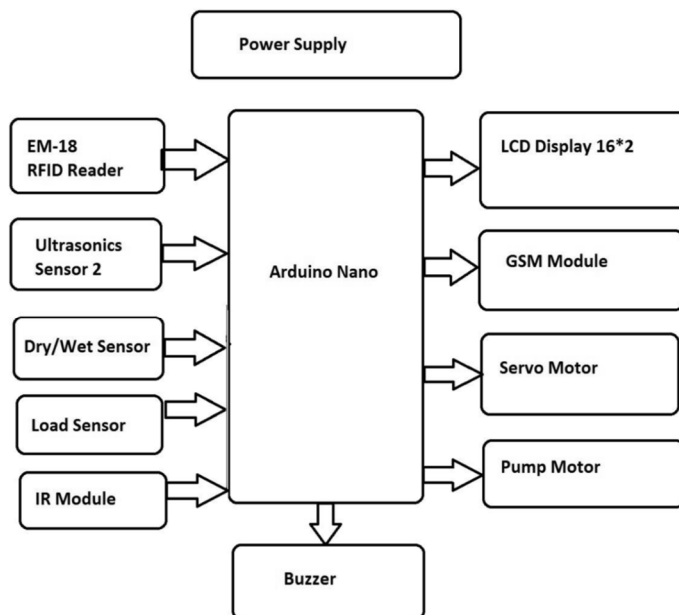 Power Supply
EM-18
RFID Reader
Ultrasonics
Sensor 2
Dry/Wet Sensor
Load Sensor
IR Module
Arduino Nano
LCD Display 16*2
GSM Module
Servo Motor
Pump Motor
Buzzer